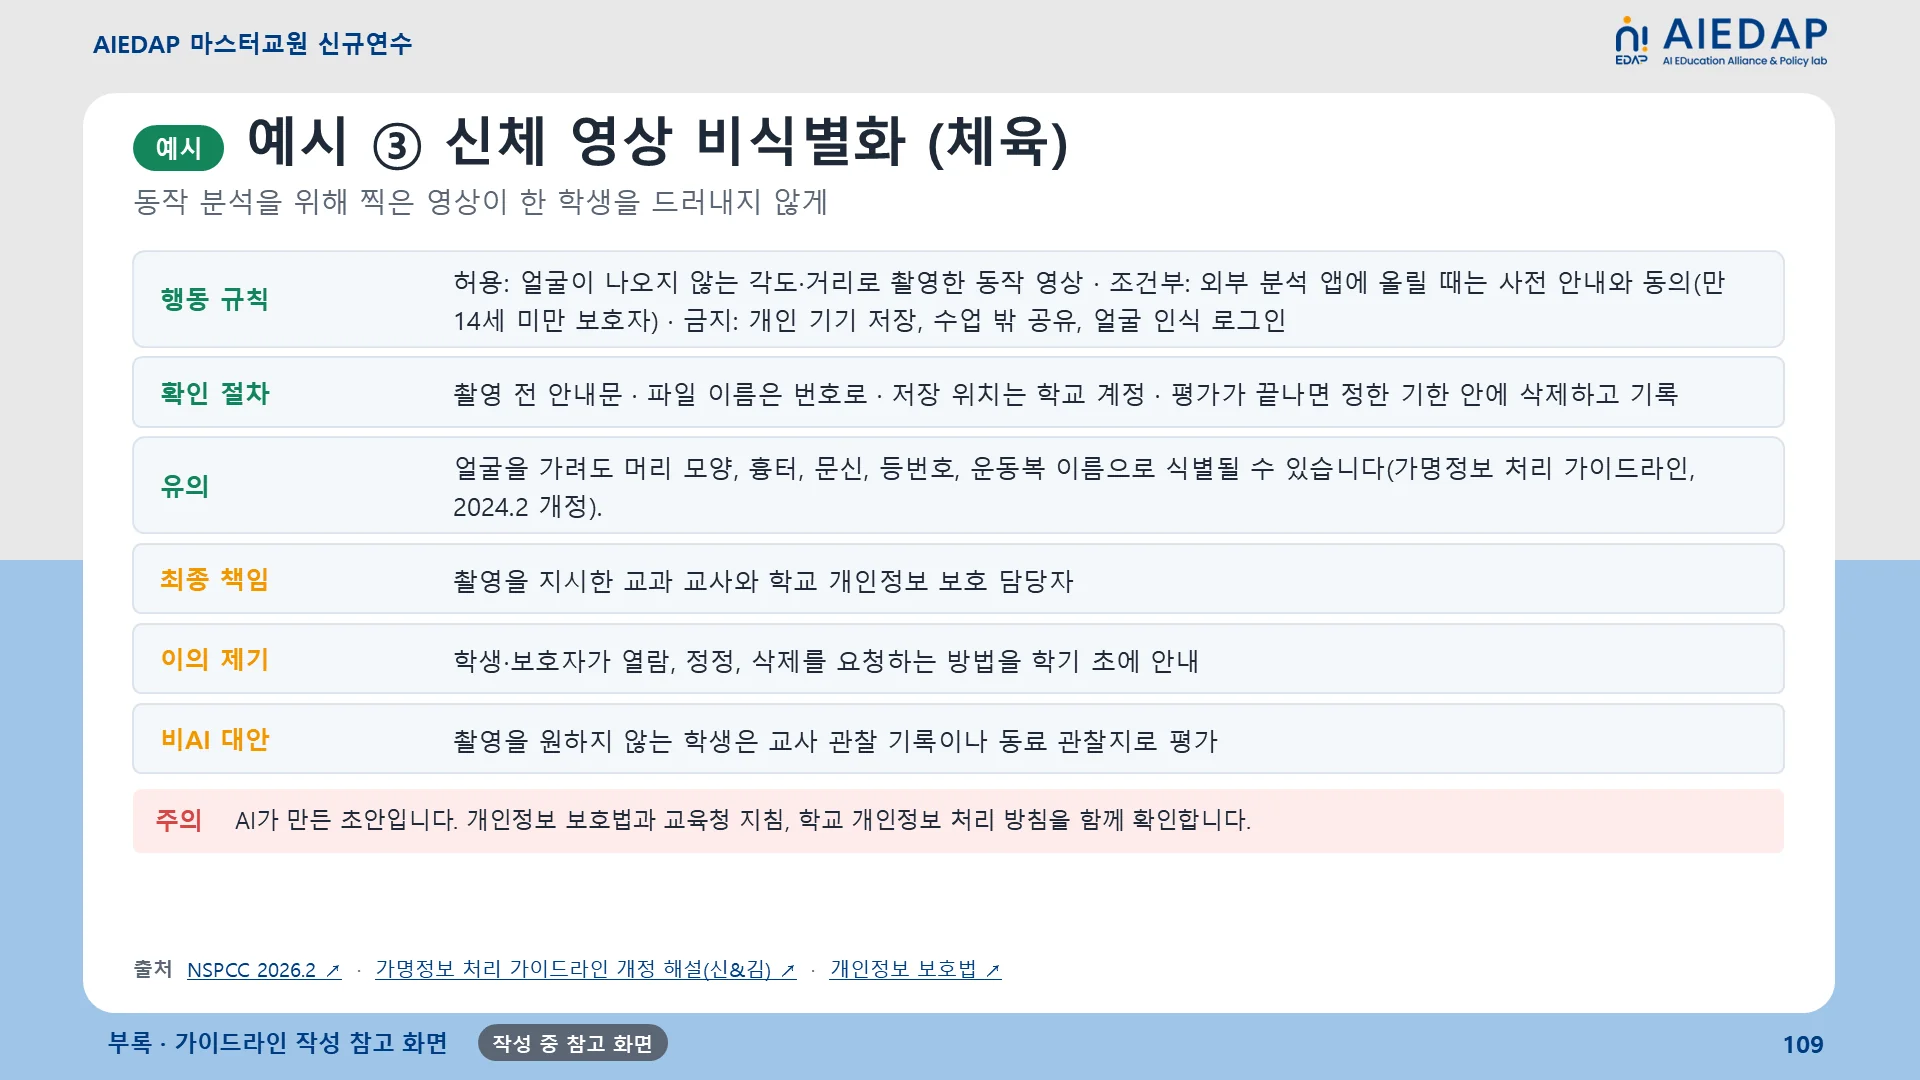 AIEDAP 마스터교원 신규연수
AIEDAP
EDAP
AI EDucation Alliance & Policy lab
예시
예시 ③ 신체 영상 비식별화 (체육)
동작 분석을 위해 찍은 영상이 한 학생을 드러내지 않게
행동 규칙
허용: 얼굴이 나오지 않는 각도·거리로 촬영한 동작 영상 · 조건부: 외부 분석 앱에 올릴 때는 사전 안내와 동의(만
14세 미만 보호자) · 금지: 개인 기기 저장, 수업 밖 공유, 얼굴 인식 로그인
확인 절차
촬영 전 안내문 · 파일 이름은 번호로 · 저장 위치는 학교 계정 · 평가가 끝나면 정한 기한 안에 삭제하고 기록
유의
얼굴을 가려도 머리 모양, 흉터, 문신, 등번호, 운동복 이름으로 식별될 수 있습니다(가명정보 처리 가이드라인,
2024.2 개정).
최종 책임
촬영을 지시한 교과 교사와 학교 개인정보 보호 담당자
이의 제기
학생·보호자가 열람, 정정, 삭제를 요청하는 방법을 학기 초에 안내
비AI 대안
촬영을 원하지 않는 학생은 교사 관찰 기록이나 동료 관찰지로 평가
주의
AI가 만든 초안입니다. 개인정보 보호법과 교육청 지침, 학교 개인정보 처리 방침을 함께 확인합니다.
출처 NSPCC 2026.2 ↗ · 가명정보 처리 가이드라인 개정 해설(신&김) ↗ · 개인정보 보호법 ↗
부록 · 가이드라인 작성 참고 화면
작성 중 참고 화면
109